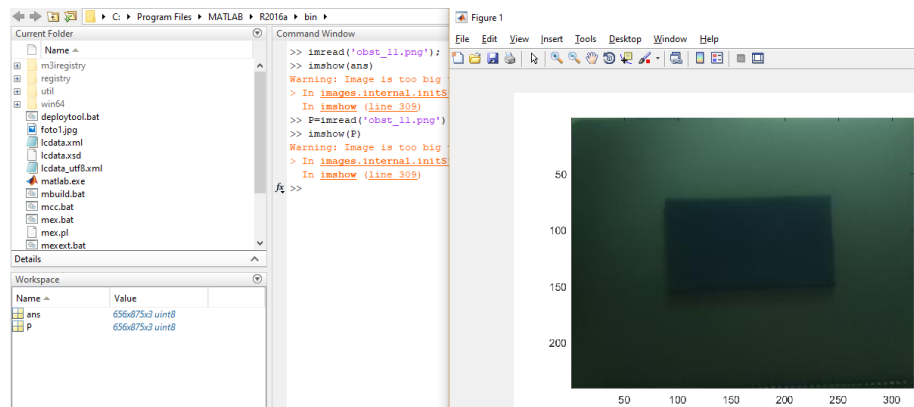 C: ▸ Program Files ▸ MATLAB ▸ R2016a ▸ bin ▸
Current Folder
Name
m3iregistry
registry
util
win64
deploytool.bat
foto1.jpg
lcdata.xml
lcdata.xsd
lcdata_utf8.xml
matlab.exe
mbuild.bat
mcc.bat
mex.bat
mex.pl
mexext.bat
Details
Workspace
Name Value
ans 656x875x3 uint8
P 656x875x3 uint8
Command Window
>> imread('obst_11.png');
>> imshow(ans)
Warning: Image is too big
> In images.internal.initS
In imshow (line 309)
>> P=imread('obst_11.png')
>> imshow(P)
Warning: Image is too big
> In images.internal.initS
In imshow (line 309)
fx >>
Figure 1
File Edit View Insert Tools Desktop Window Help
50
100
150
200
50 100 150 200 250 300